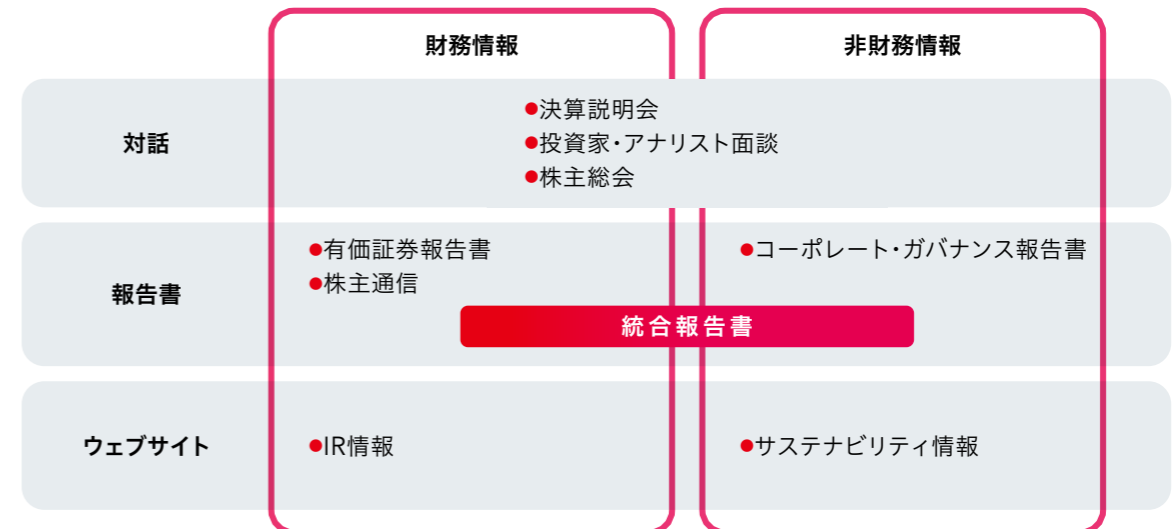 財務情報
非財務情報
対話
●決算説明会
●投資家・アナリスト面談
●株主総会
報告書
●有価証券報告書
●株主通信
●コーポレート・ガバナンス報告書
統合報告書
ウェブサイト
●IR情報
●サステナビリティ情報